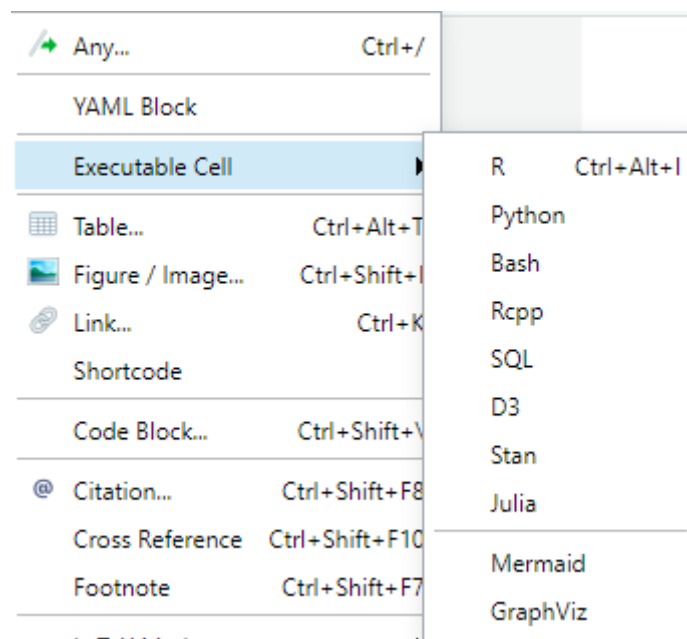 Any... Ctrl+/
YAML Block
Executable Cell
Table... Ctrl+Alt+T
Figure / Image... Ctrl+Shift+I
Link... Ctrl+K
Shortcode
Code Block... Ctrl+Shift+\
@ Citation... Ctrl+Shift+F8
Cross Reference Ctrl+Shift+F10
Footnote Ctrl+Shift+F7
R Ctrl+Alt+I
Python
Bash
Rcpp
SQL
D3
Stan
Julia
Mermaid
GraphViz